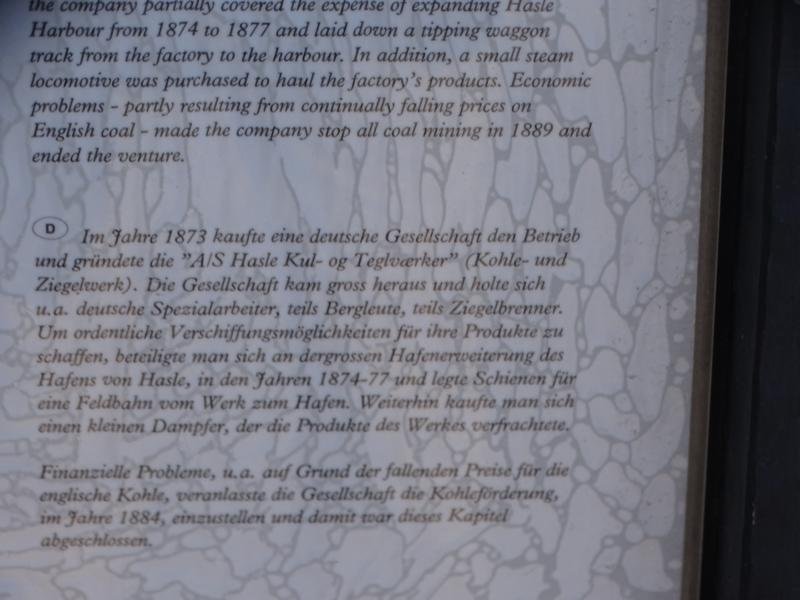 the company partially covered the expense of expanding Hasle
Harbour from 1874 to 1877 and laid down a tipping waggon
track from the factory to the harbour. In addition, a small steam
locomotive was purchased to haul the factory's products. Economic
problems - partly resulting from continually falling prices on
English coal - made the company stop all coal mining in 1889 and
ended the venture.
D Im Jahre 1873 kaufte eine deutsche Gesellschaft den Betrieb
und gründete die "A/S Hasle Kul- og Teglværker" (Kohle- und
Ziegelwerk). Die Gesellschaft kam gross heraus und holte sich
u.a. deutsche Spezialarbeiter, teils Bergleute, teils Ziegelbrenner.
Um ordentliche Verschiffungsmöglichkeiten für ihre Produkte zu
schaffen, beteiligte man sich an dergrossen Hafenerweiterung des
Hafens von Hasle, in den Jahren 1874-77 und legte Schienen für
eine Feldbahn vom Werk zum Hafen. Weiterhin kaufte man sich
einen kleinen Dampfer, der die Produkte des Werkes verfrachtete.
Finanzielle Probleme, u.a. auf Grund der fallenden Preise für die
englische Kohle, veranlasste die Gesellschaft die Kohleförderung,
im Jahre 1884, einzustellen und damit war dieses Kapitel
abgeschlossen.